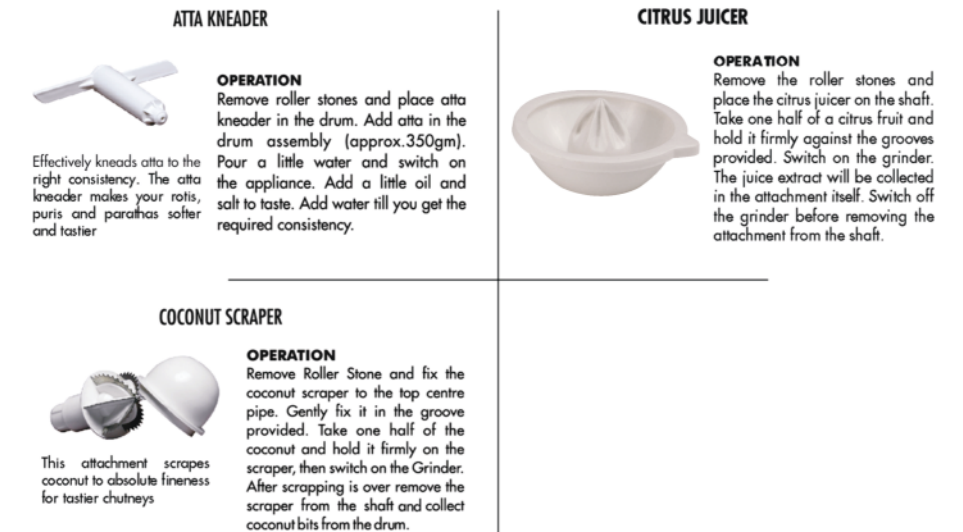 ATTA KNEADER
OPERATION
Remove roller stones and place atta
kneader in the drum. Add atta in the
drum assembly (approx.350gm).
Pour a little water and switch on
the appliance. Add a little oil and
salt to taste. Add water till you get the
required consistency.
Effectively kneads atta to the
right consistency. The atta
kneader makes your rotis,
puris and parathas softer
and tastier
CITRUS JUICER
OPERATION
Remove the roller stones and
place the citrus juicer on the shaft.
Take one half of a citrus fruit and
hold it firmly against the grooves
provided. Switch on the grinder.
The juice extract will be collected
in the attachment itself. Switch off
the grinder before removing the
attachment from the shaft.
COCONUT SCRAPER
OPERATION
Remove Roller Stone and fix the
coconut scraper to the top centre
pipe. Gently fix it in the groove
provided. Take one half of the
coconut and hold it firmly on the
scraper, then switch on the Grinder.
After scrapping is over remove the
scraper from the shaft and collect
coconut bits from the drum.
This attachment scrapes
coconut to absolute fineness
for tastier chutneys